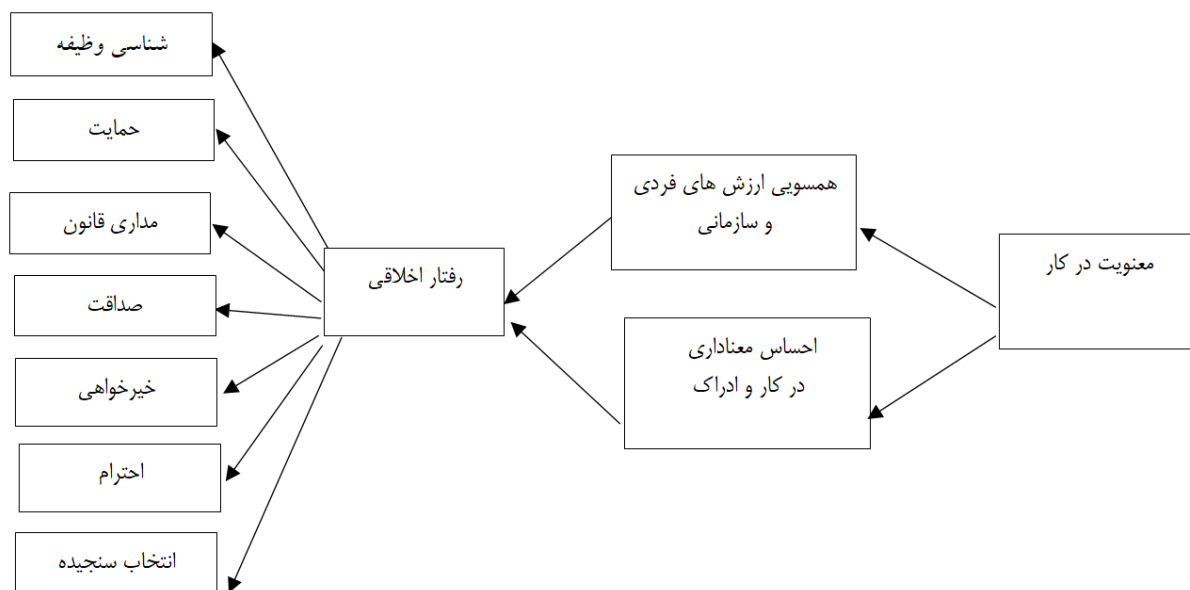 معنویت در کار
همسویی ارزش های فردی
و سازمانی
احساس معناداری
در کار و ادراک
رفتار اخلاقی
شناسی وظیفه
حمایت
مداری قانون
صداقت
خیرخواهی
احترام
انتخاب سنجیده